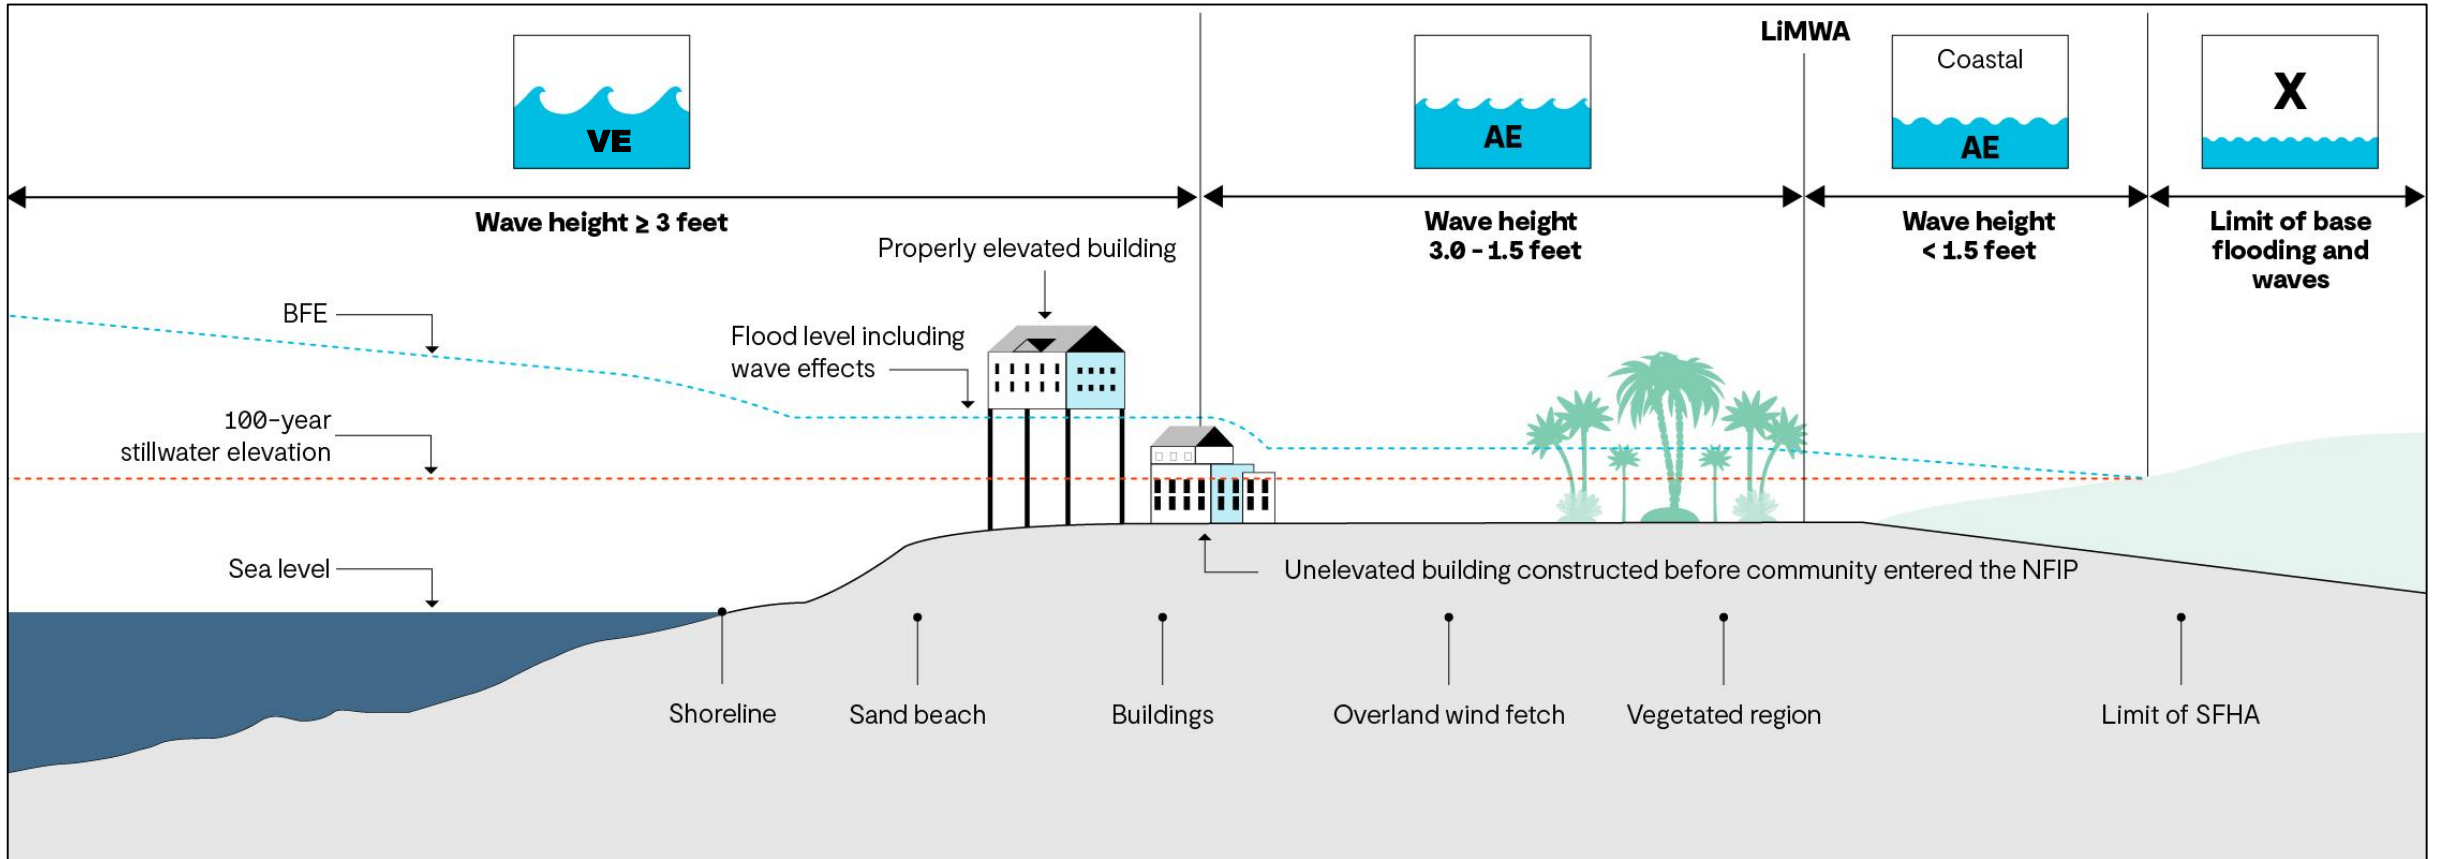 LiMWA
VE
AE
Coastal
AE
X
Wave height ≥ 3 feet
Wave height
3.0 - 1.5 feet
Wave height
< 1.5 feet
Limit of base
flooding and
waves
Properly elevated building
BFE
Flood level including
wave effects
100-year
stillwater elevation
Sea level
Unelevated building constructed before community entered the NFIP
Shoreline
Sand beach
Buildings
Overland wind fetch
Vegetated region
Limit of SFHA